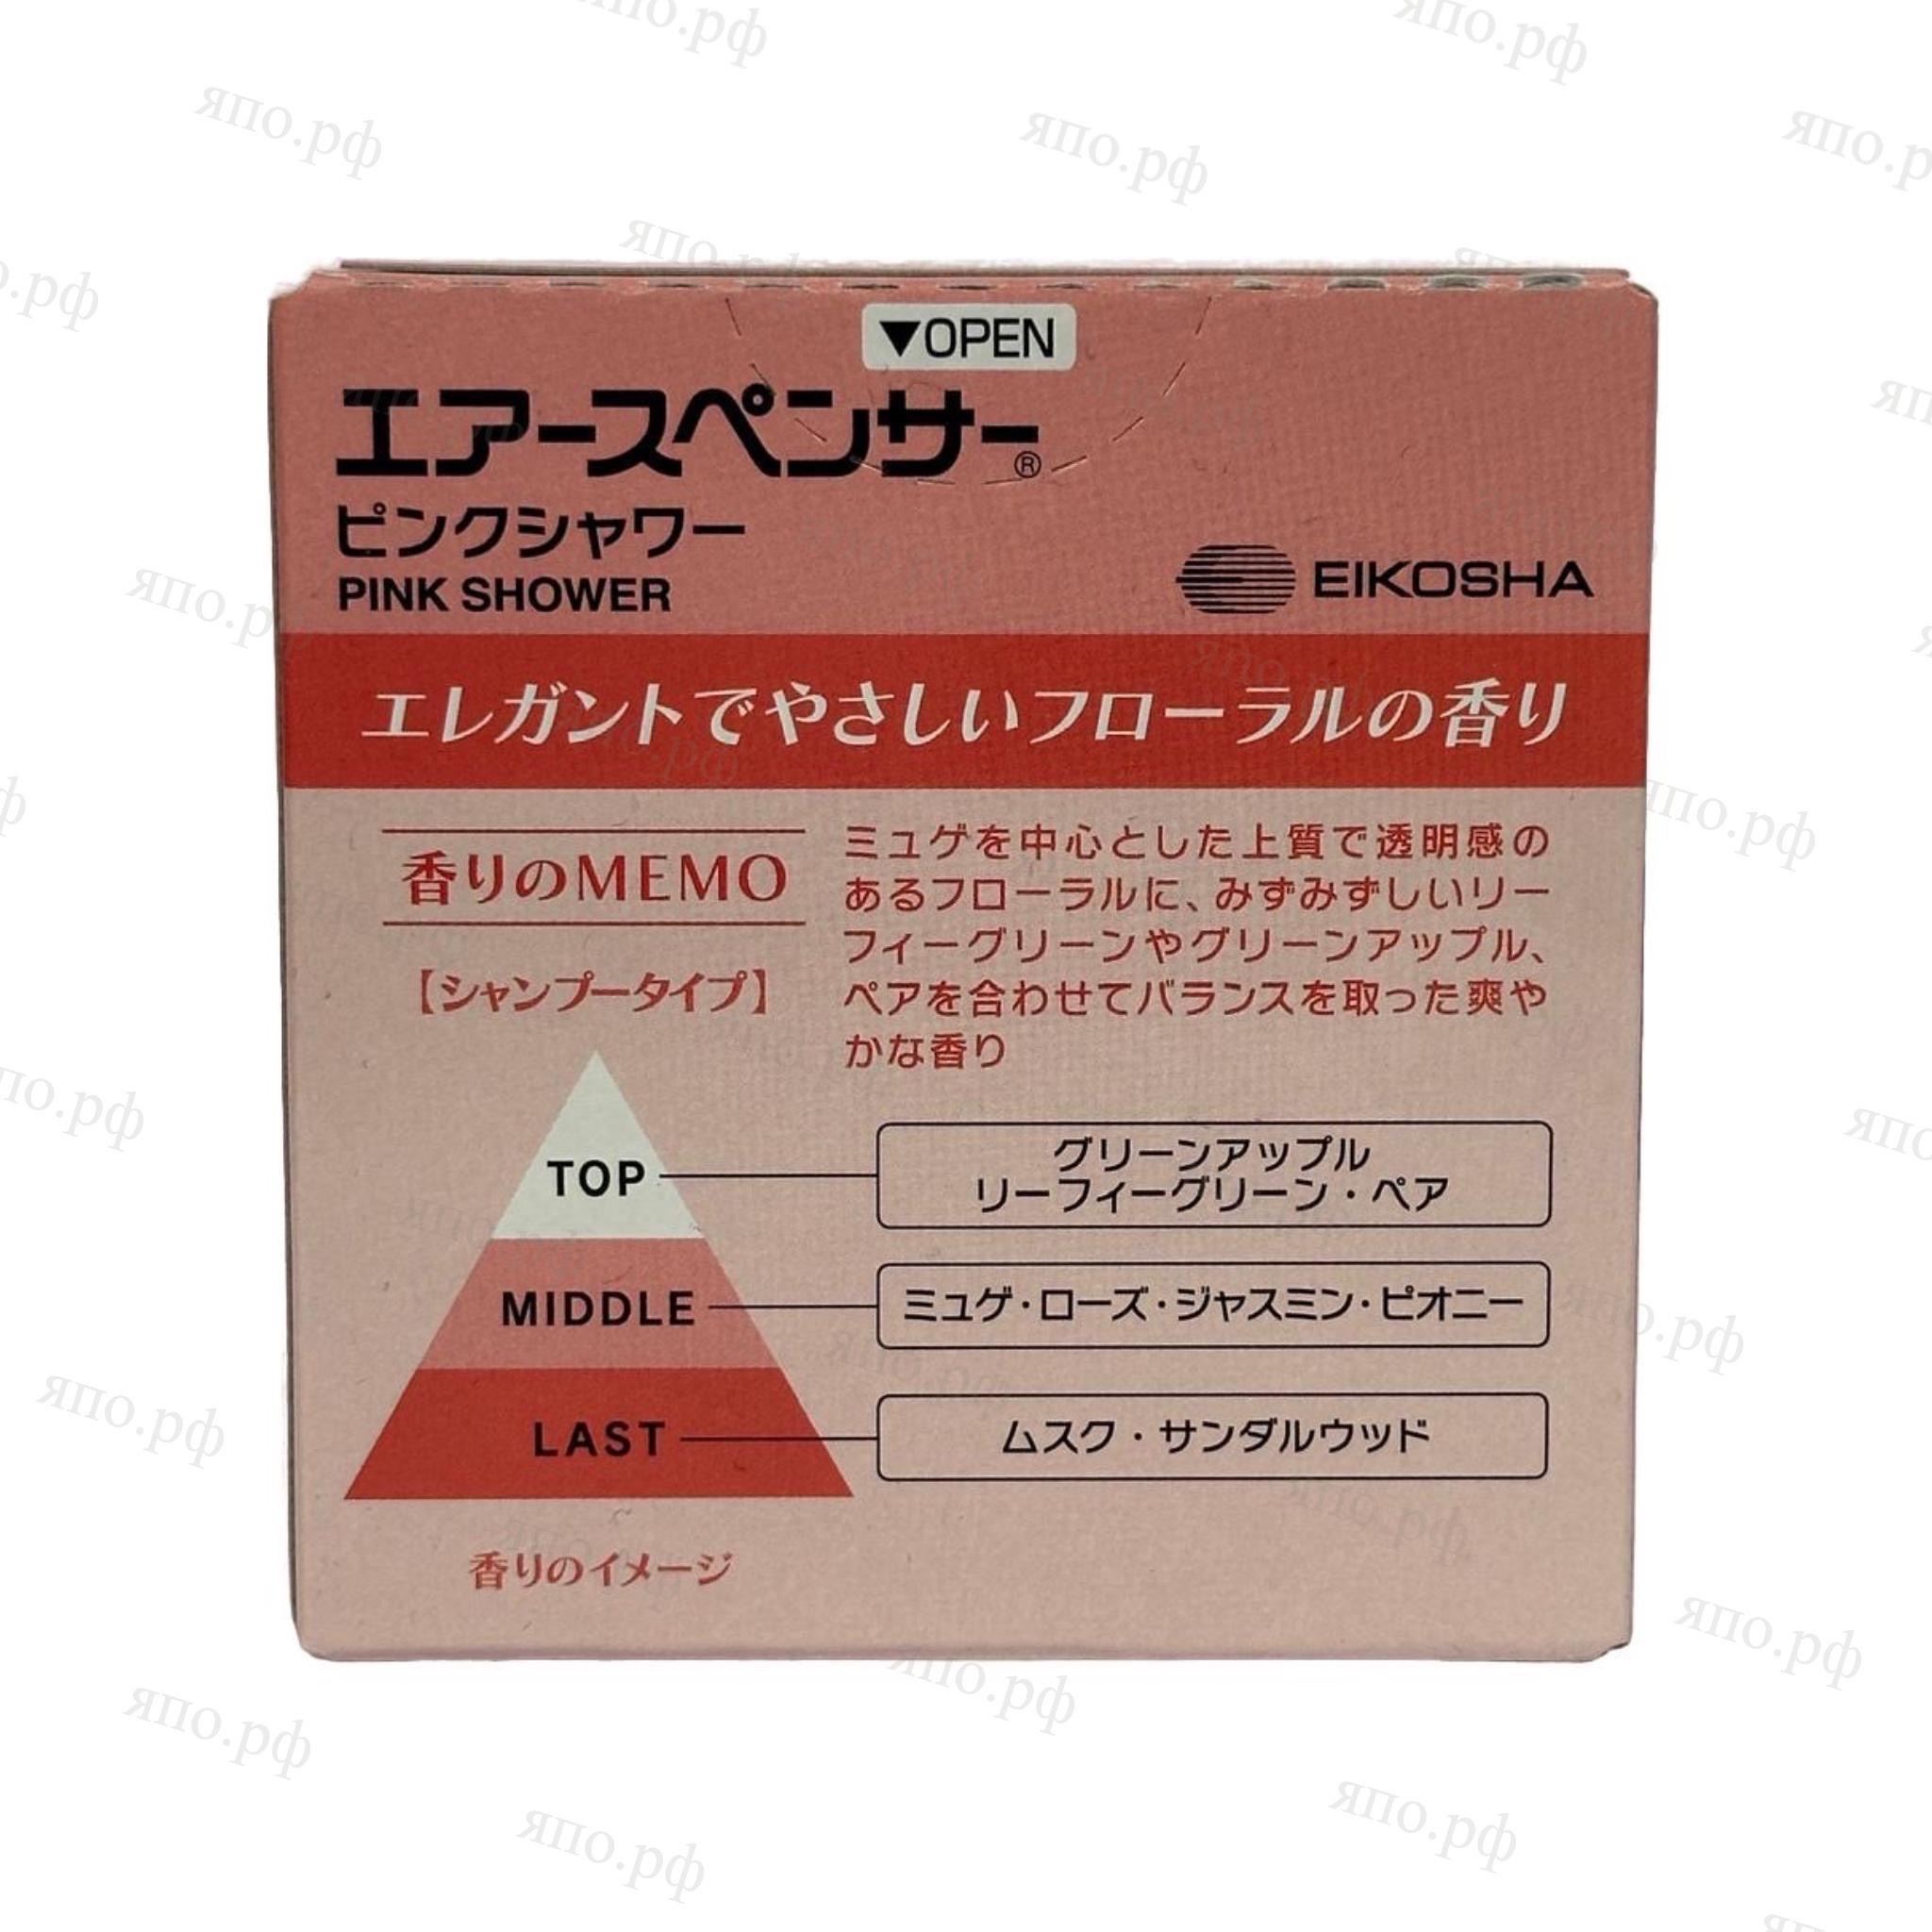 ▼OPEN
エアースペンサー®
ピンクシャワー
PINK SHOWER
EIKOSHA
エレガントでやさしいフローラルの香り
香りのMEMO
【シャンプータイプ】
ミュゲを中心とした上質で透明感の
あるフローラルに、みずみずしいリー
フィーグリーンやグリーンアップル、
ペアを合わせてバランスを取った爽や
かな香り
TOP
グリーンアップル
リーフィーグリーン・ペア
MIDDLE
ミュゲ・ローズ・ジャスミン・ピオニー
LAST
ムスク・サンダルウッド
香りのイメージ
япо.рф